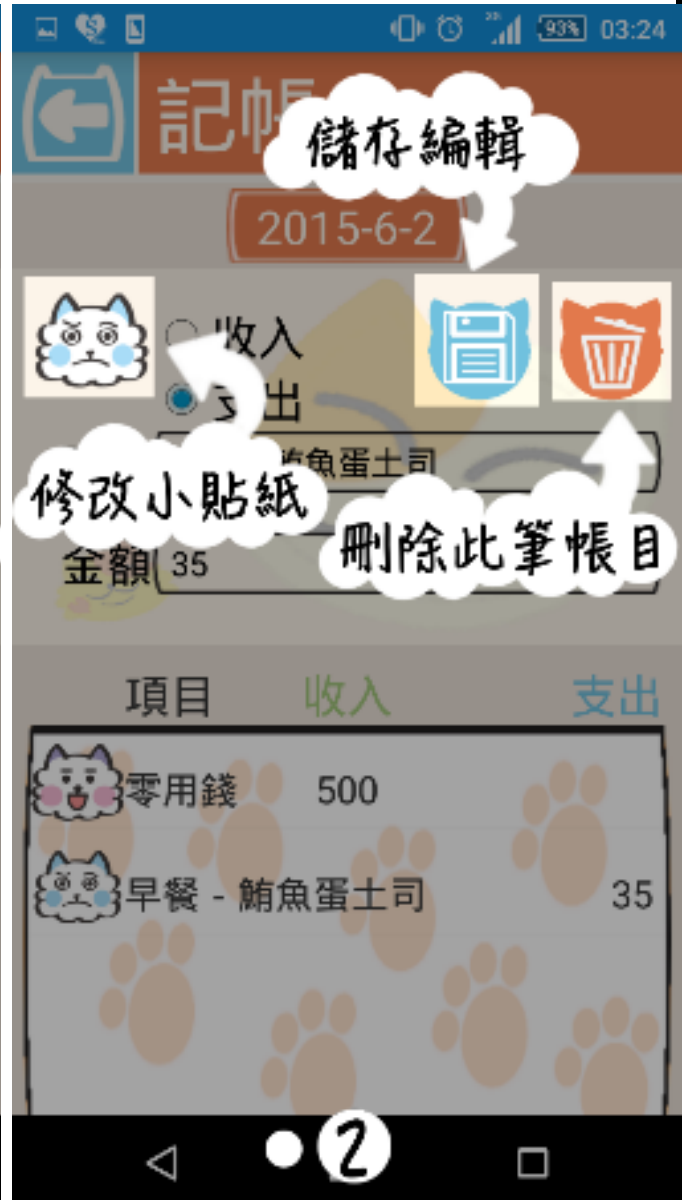 93% 03:24
記帳
儲存編輯
2015-6-2
收入
支出
鮪魚蛋土司
修改小貼紙
刪除此筆帳目
金額 35
項目 收入 支出
零用錢 500
早餐 - 鮪魚蛋土司 35
2